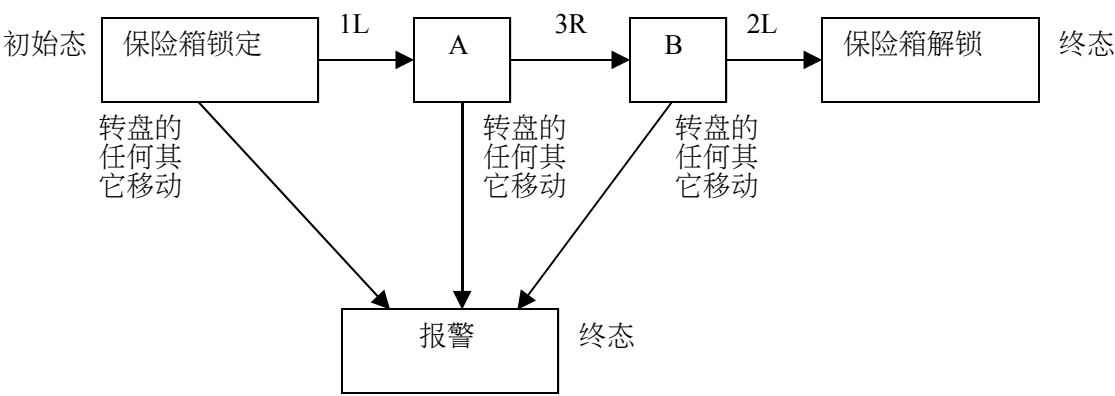 1L
3R
2L
初始态
保险箱锁定
A
B
保险箱解锁
终态
转盘的
任何其
它移动
转盘的
任何其
它移动
转盘的
任何其
它移动
报警
终态